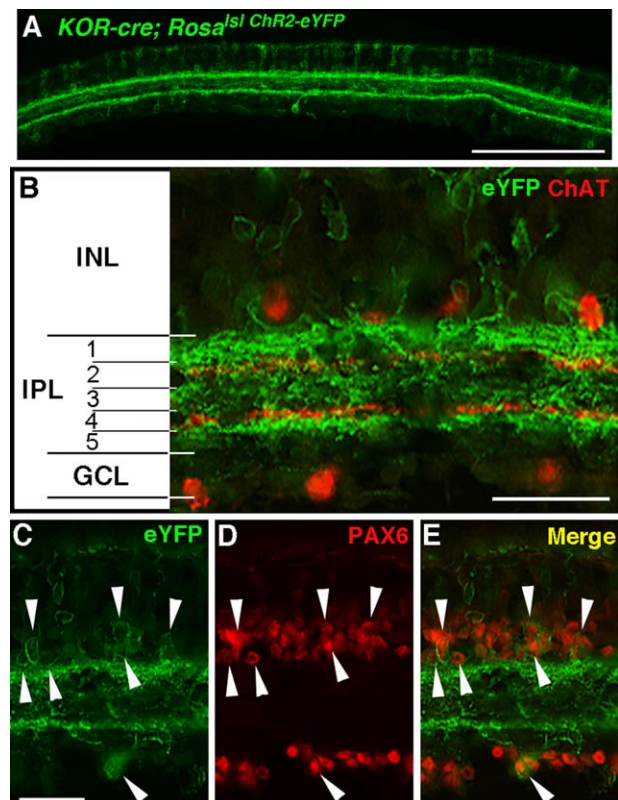 A KOR-cre; Rosa^lsl ChR2-eYFP
B eYFP ChAT
INL
IPL
1
2
3
4
5
GCL
C eYFP
D PAX6
E Merge